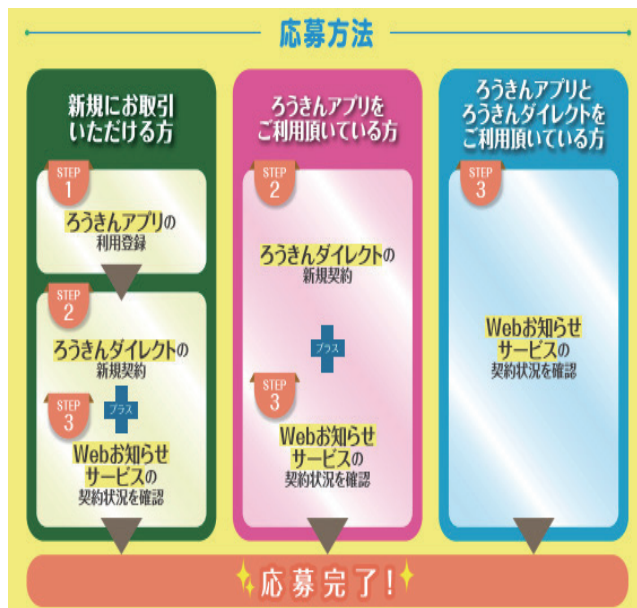 応募方法
新規にお取引
いただける方
STEP
1
ろうきんアプリの
利用登録
STEP
2
ろうきんダイレクトの
新規契約
プラス
STEP
3
Webお知らせ
サービスの
契約状況を確認
ろうきんアプリを
ご利用頂いている方
STEP
2
ろうきんダイレクトの
新規契約
プラス
STEP
3
Webお知らせ
サービスの
契約状況を確認
ろうきんアプリと
ろうきんダイレクトを
ご利用頂いている方
STEP
3
Webお知らせ
サービスの
契約状況を確認
応募完了!